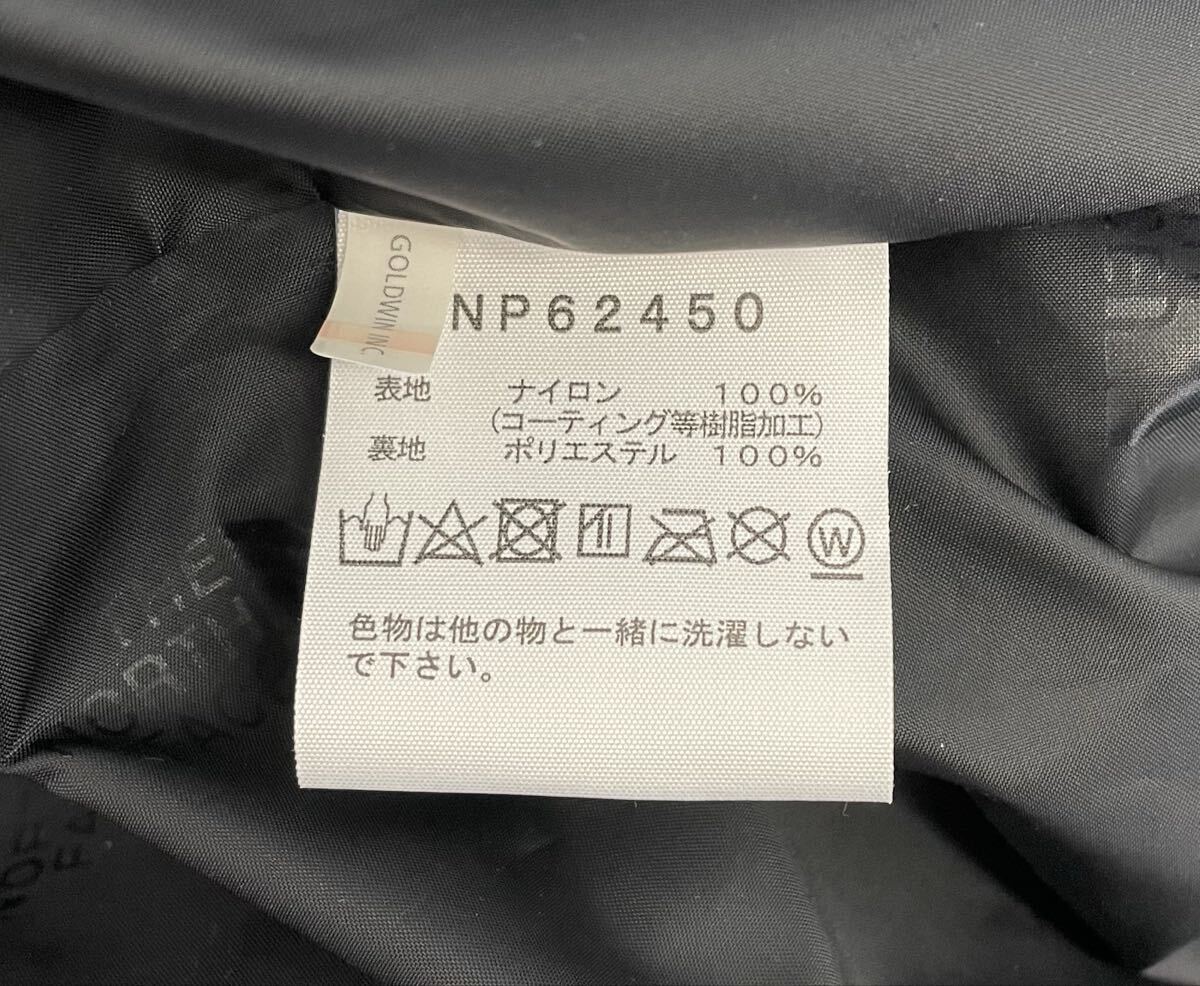 GOLDWIN INC
NP62450
表地 ナイロン 100%
(コーティング等樹脂加工)
裏地 ポリエステル 100%
W
色物は他の物と一緒に洗濯しない
で下さい。